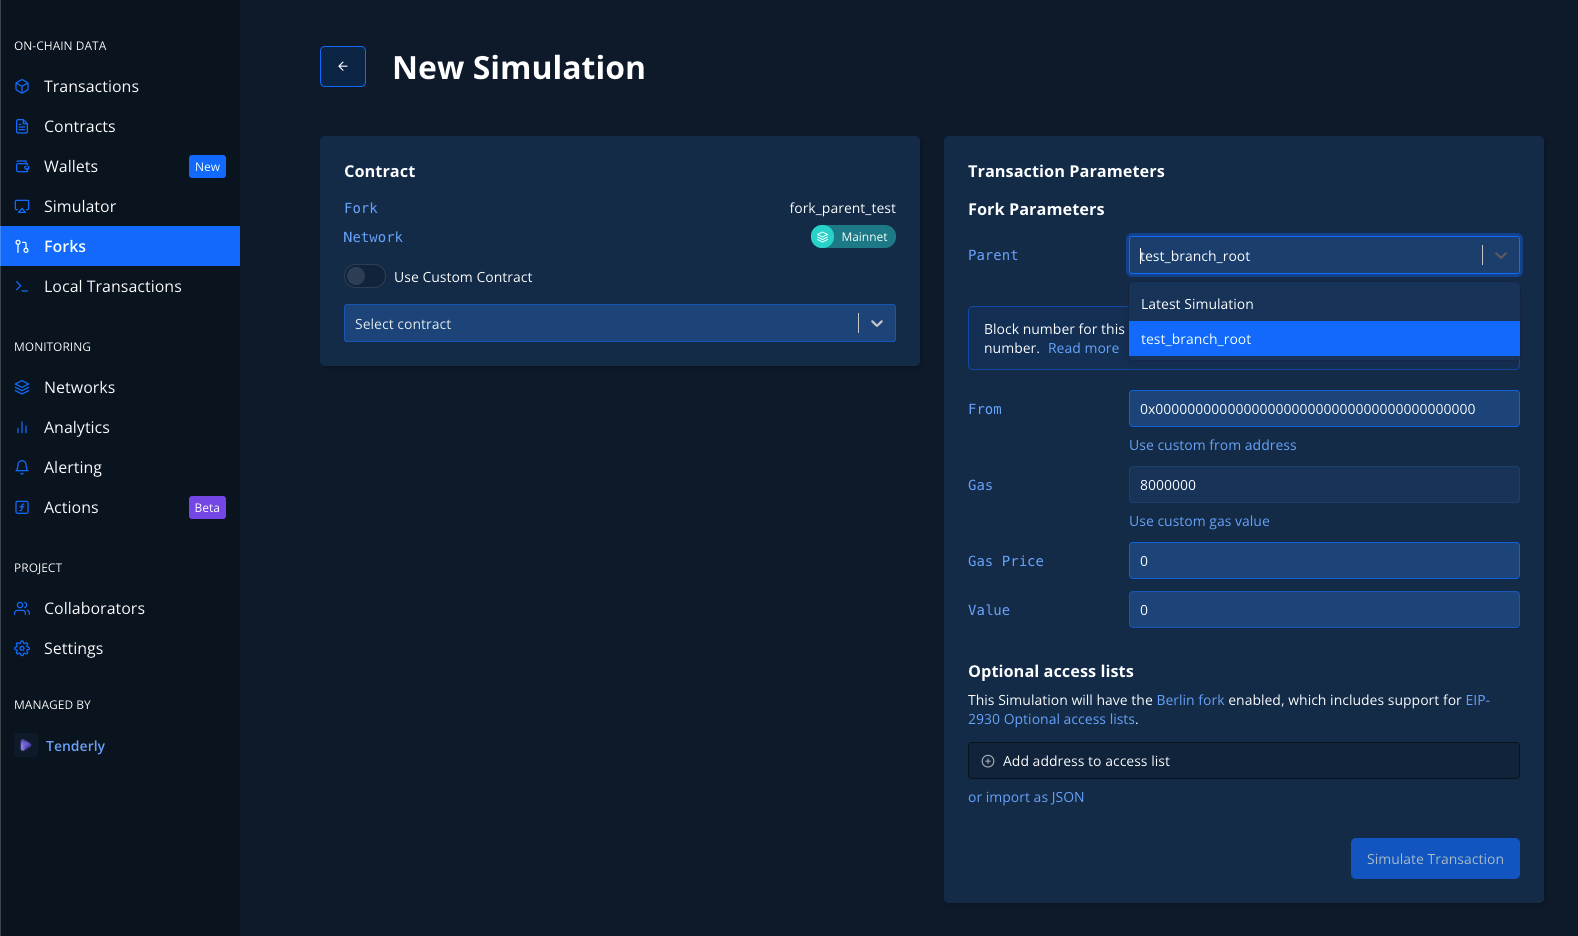 ON-CHAIN DATA
Transactions
Contracts
Wallets
New
Simulator
Forks
Local Transactions
MONITORING
Networks
Analytics
Alerting
Actions
Beta
PROJECT
Collaborators
Settings
MANAGED BY
Tenderly
New Simulation
Contract
Fork
fork_parent_test
Network
Mainnet
Use Custom Contract
Select contract
Transaction Parameters
Fork Parameters
Parent
test_branch_root
Latest Simulation
test_branch_root
Block number for this
number. Read more
From
0x0000000000000000000000000000000000000000
Use custom from address
Gas
8000000
Use custom gas value
Gas Price
0
Value
0
Optional access lists
This Simulation will have the Berlin fork enabled, which includes support for EIP-
2930 Optional access lists.
Add address to access list
or import as JSON
Simulate Transaction